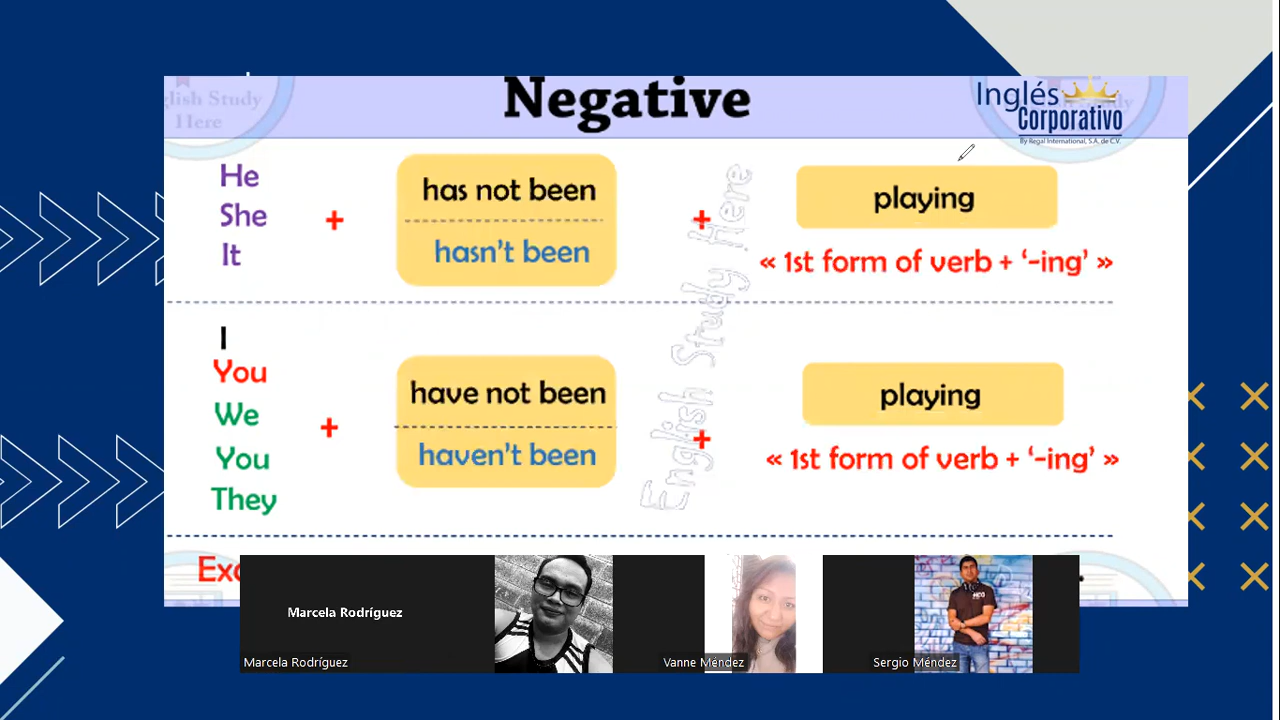 Negative
lish Study
Here
Inglés
Corporativo
By Regal International, S.A. de C.V.
He
She
It
+
has not been
hasn't been
+
playing
« 1st form of verb + '-ing' »
English Study Here
I
You
We
You
They
+
have not been
haven't been
+
playing
« 1st form of verb + '-ing' »
Marcela Rodríguez
Marcela Rodríguez
Vanne Méndez
Sergio Méndez